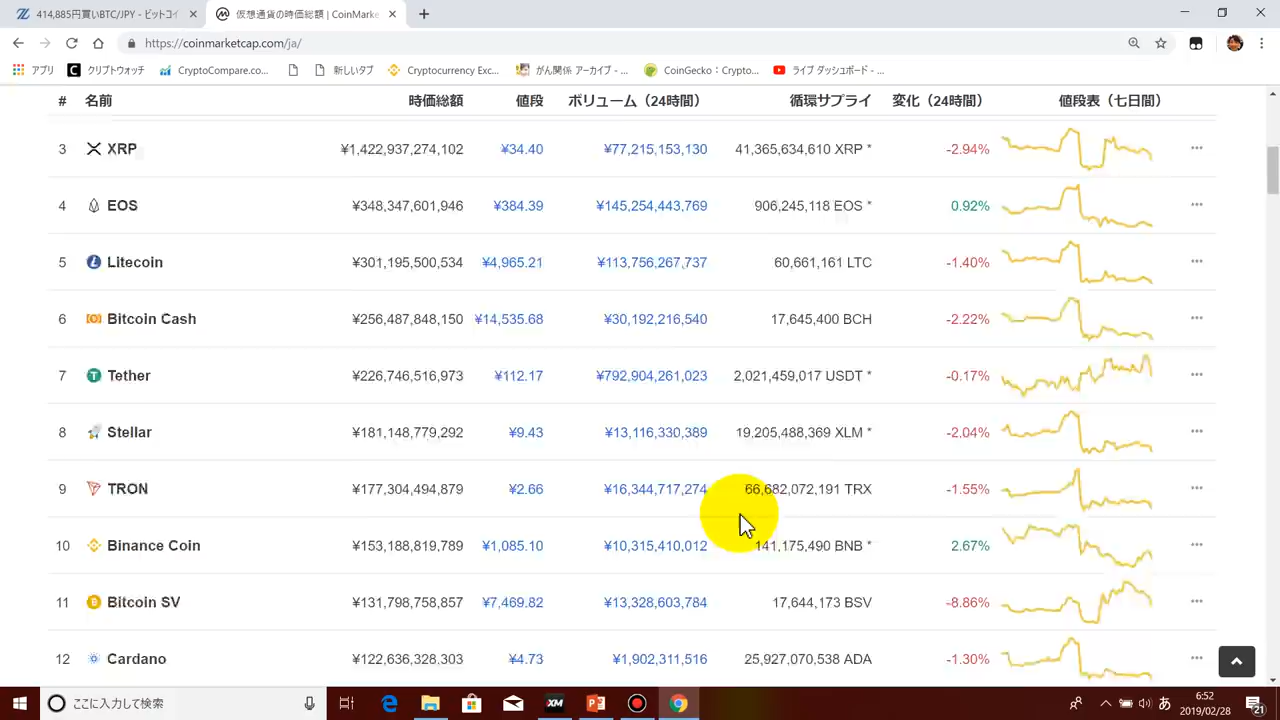 414,885円買いBTC/JPY - ビットコイ
仮想通貨の時価総額 | CoinMarke
https://coinmarketcap.com/ja/
アプリ クリプトウォッチ CryptoCompare.co... 新しいタブ Cryptocurrency Exc... がん関係 アーカイブ - ... CoinGecko : Crypto... ライブ ダッシュボード - ...
# 名前 時価総額 値段 ボリューム (24時間) 循環サプライ 変化 (24時間) 値段表 (七日間)
3 XRP ¥1,422,937,274,102 ¥34.40 ¥77,215,153,130 41,365,634,610 XRP * -2.94%
4 EOS ¥348,347,601,946 ¥384.39 ¥145,254,443,769 906,245,118 EOS * 0.92%
5 Litecoin ¥301,195,500,534 ¥4,965.21 ¥113,756,267,737 60,661,161 LTC -1.40%
6 Bitcoin Cash ¥256,487,848,150 ¥14,535.68 ¥30,192,216,540 17,645,400 BCH -2.22%
7 Tether ¥226,746,516,973 ¥112.17 ¥792,904,261,023 2,021,459,017 USDT * -0.17%
8 Stellar ¥181,148,779,292 ¥9.43 ¥13,116,330,389 19,205,488,369 XLM * -2.04%
9 TRON ¥177,304,494,879 ¥2.66 ¥16,344,717,274 66,682,072,191 TRX -1.55%
10 Binance Coin ¥153,188,819,789 ¥1,085.10 ¥10,315,410,012 141,175,490 BNB * 2.67%
11 Bitcoin SV ¥131,798,758,857 ¥7,469.82 ¥13,328,603,784 17,644,173 BSV -8.86%
12 Cardano ¥122,636,328,303 ¥4.73 ¥1,902,311,516 25,927,070,538 ADA -1.30%
ここに入力して検索
XM
あ
6:52
2019/02/28
21